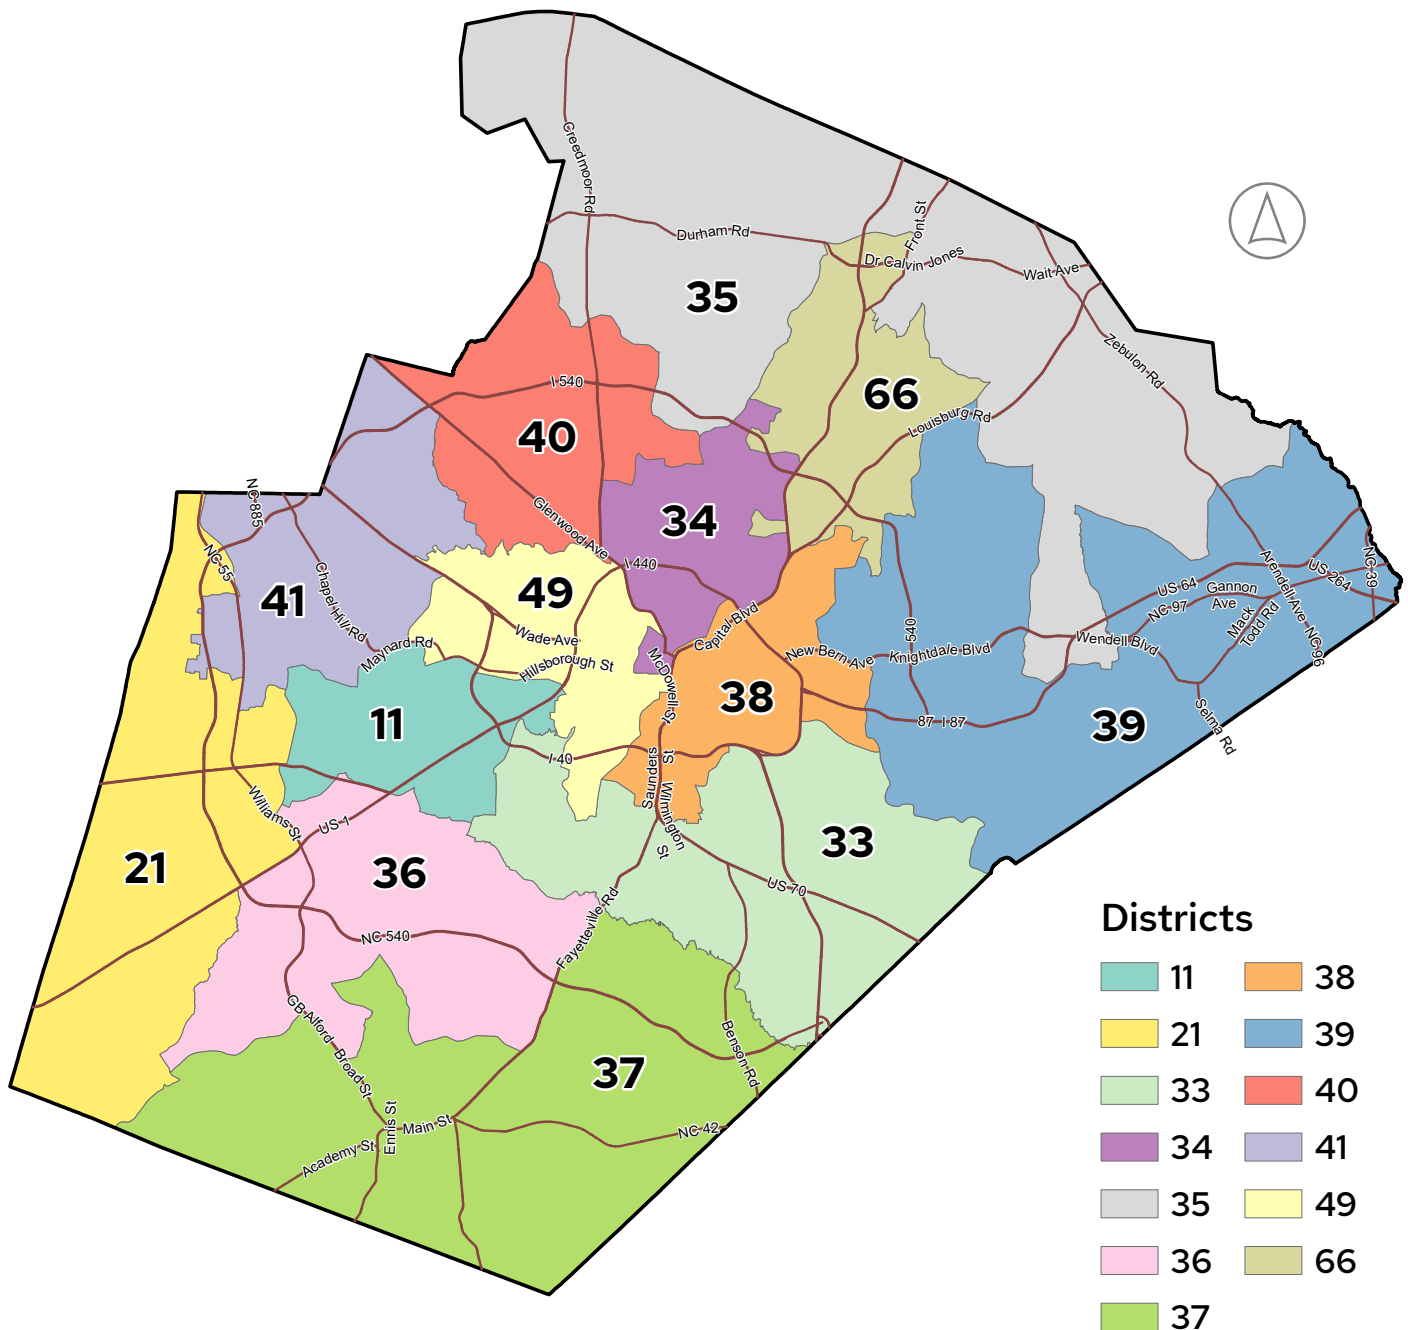 Creedmoor Rd
Durham Rd
Front St
Dr Calvin Jones
Wait Ave
35
Zebulon Rd
I 540
66
Louisburg Rd
40
NC 885
Glenwood Ave
34
NC 55
I 440
49
41
Chapel Hill Rd
Maynard Rd
Wade Ave
Hillsborough St
Capital Blvd
McDowell St
New Bern Ave
540
Knightdale Blvd
US 64
Gannon
Ave
NC 97
Mack
Todd Rd
Arendell Ave
NC 96
US 264
NC 39
Wendell Blvd
Selma Rd
38
11
87
I 87
39
I 40
Saunders
St
Wilmington
St
Williams St
US 1
21
36
33
US 70
NC 540
Fayetteville Rd
GB Alford
Broad St
37
Benson Rd
Ennis St
Main St
Academy St
NC 42
Districts
11
38
21
39
33
40
34
41
35
49
36
66
37